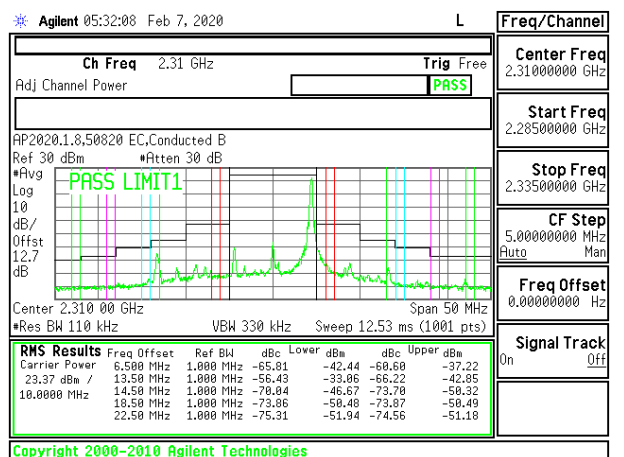 Agilent 05:32:08 Feb 7, 2020 L
Freq/Channel
Ch Freq 2.31 GHz Trig Free
Adj Channel Power PASS
Center Freq
2.31000000 GHz
Start Freq
2.28500000 GHz
Stop Freq
2.33500000 GHz
CF Step
5.00000000 MHz
Auto Man
Freq Offset
0.00000000 Hz
Signal Track
On Off
AP2020.1.8,50820 EC,Conducted B
Ref 30 dBm #Atten 30 dB
#Avg
Log
10
dB/
Offst
12.7
dB
PASS LIMIT1
Center 2.310 00 GHz Span 50 MHz
#Res BW 110 kHz VBW 330 kHz Sweep 12.53 ms (1001 pts)
RMS Results Freq Offset Ref BW dBc Lower dBm dBc Upper dBm
Carrier Power 6.500 MHz 1.000 MHz -65.81 -42.44 -60.60 -37.22
23.37 dBm / 13.50 MHz 1.000 MHz -56.43 -33.06 -66.22 -42.85
10.0000 MHz 14.50 MHz 1.000 MHz -70.04 -46.67 -73.70 -50.32
18.50 MHz 1.000 MHz -73.86 -50.48 -73.87 -50.49
22.50 MHz 1.000 MHz -75.31 -51.94 -74.56 -51.18
Copyright 2000-2010 Agilent Technologies